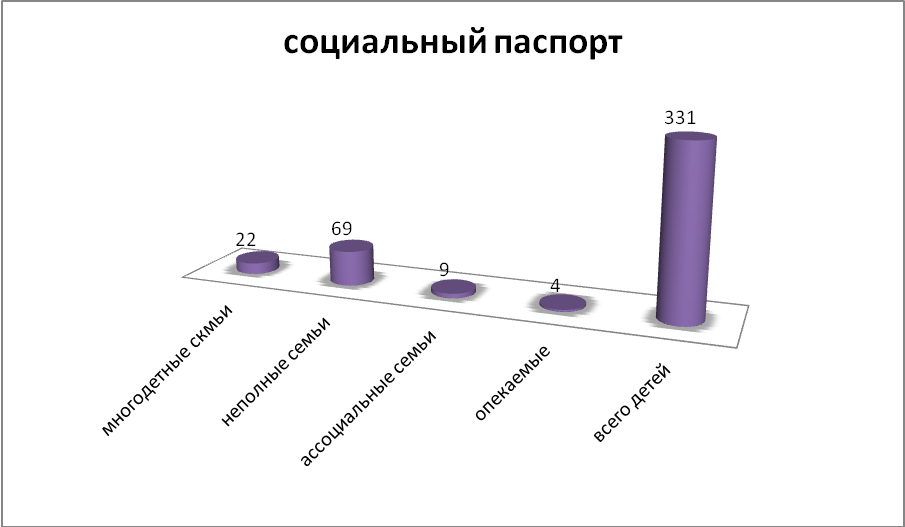 социальный паспорт
331
22
69
9
4
многодетные скмьи
неполные семьи
ассоциальные семьи
опекаемые
всего детей